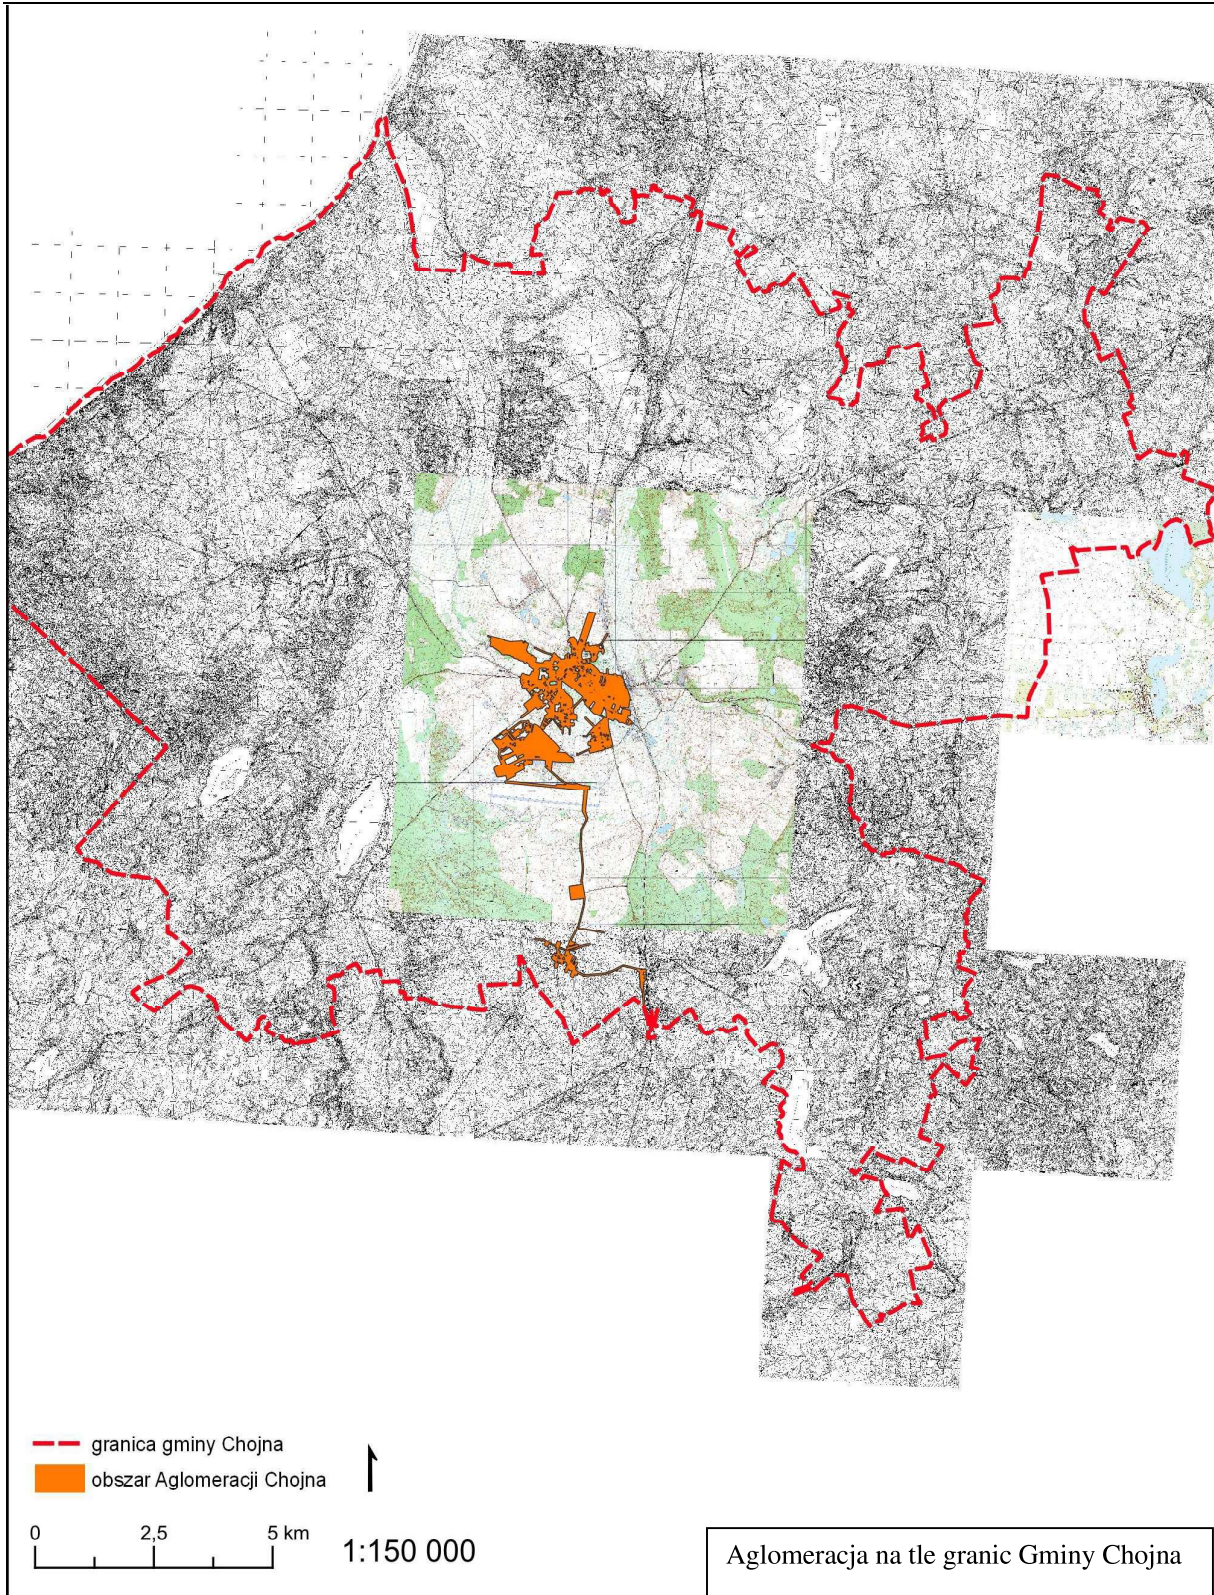 granica gminy Chojna
obszar Aglomeracji Chojna
0 2,5 5 km
1:150 000
Aglomeracja na tle granic Gminy Chojna